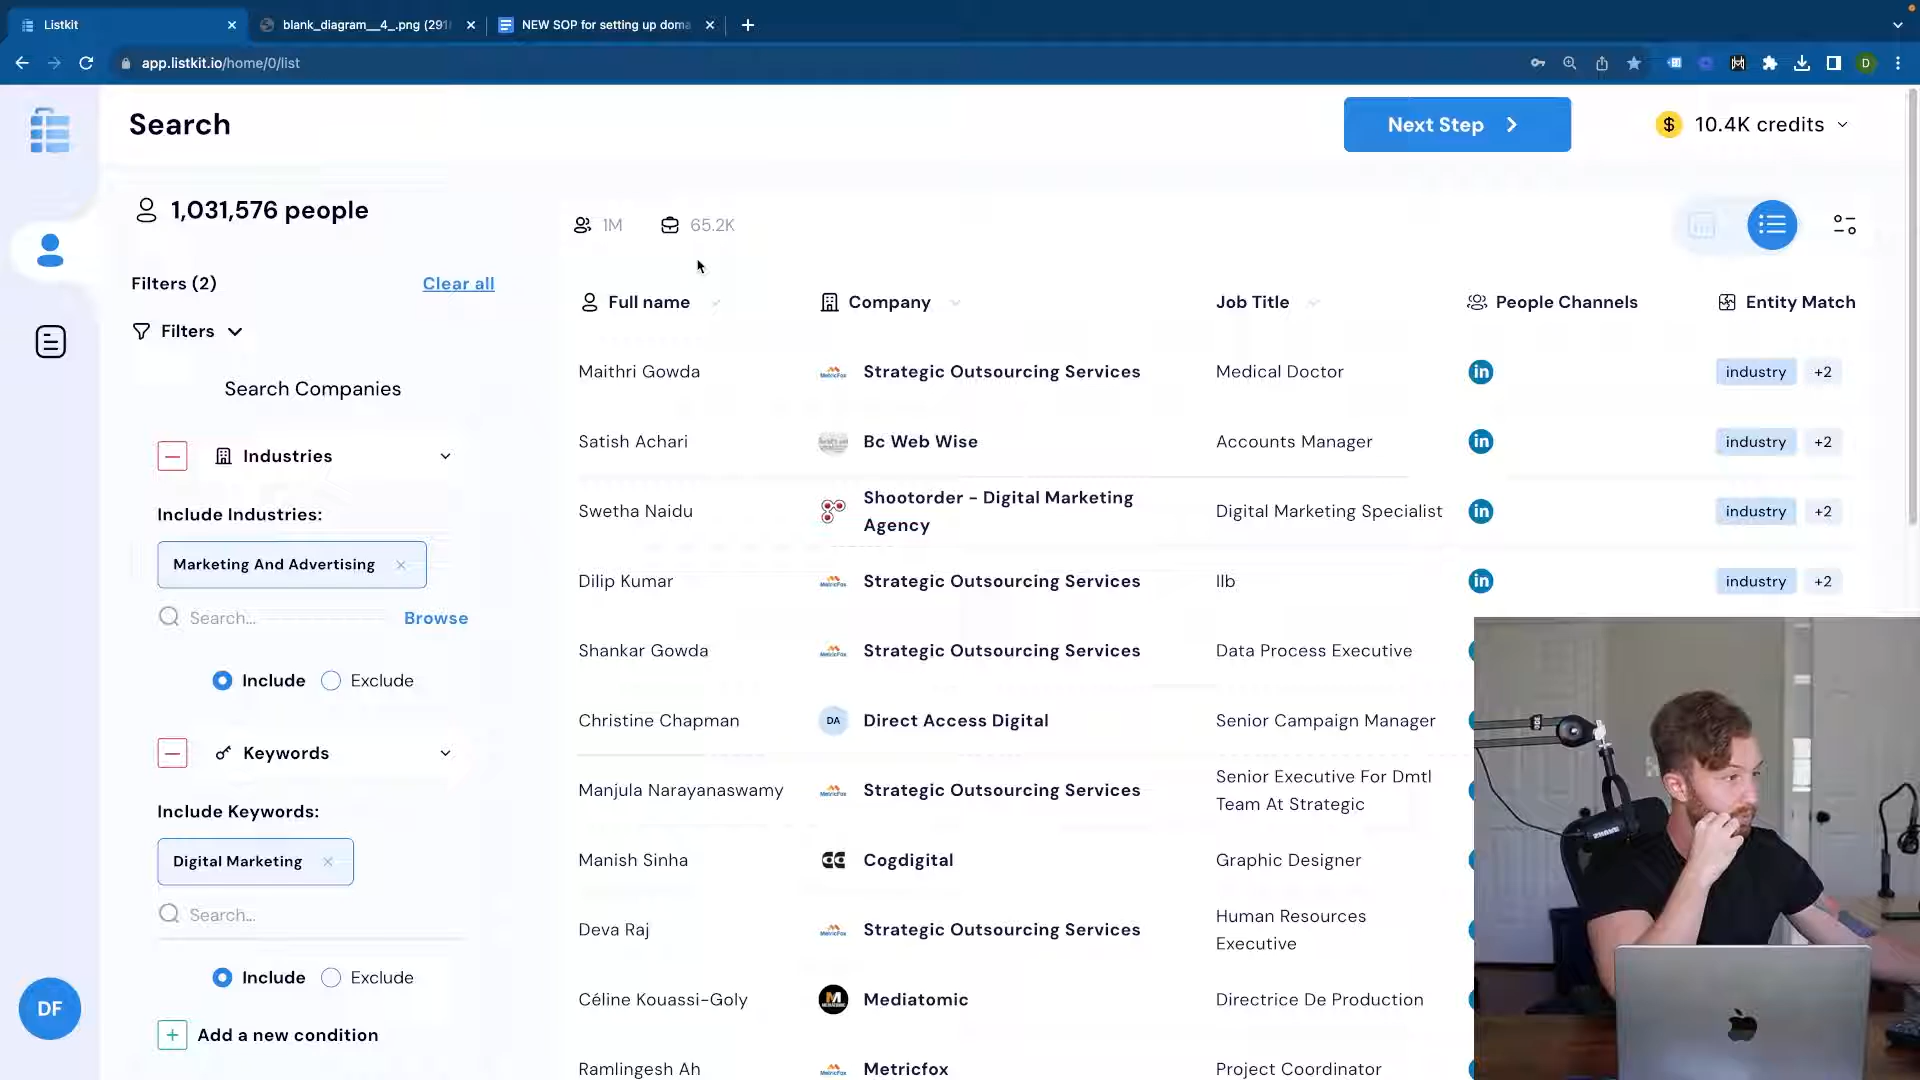 Listkit
blank_diagram__4_.png (291
NEW SOP for setting up doma
app.listkit.io/home/0/list
D
Search
Next Step
$ 10.4K credits
1,031,576 people
1M
65.2K
Filters (2)
Clear all
Filters
Full name
Company
Job Title
People Channels
Entity Match
Search Companies
Maithri Gowda
Strategic Outsourcing Services
Medical Doctor
in
industry
+2
Satish Achari
Bc Web Wise
Accounts Manager
in
industry
+2
Industries
Include Industries:
Swetha Naidu
Shootorder - Digital Marketing
Agency
Digital Marketing Specialist
in
industry
+2
Marketing And Advertising
Dilip Kumar
Strategic Outsourcing Services
llb
in
industry
+2
Search...
Browse
Shankar Gowda
Strategic Outsourcing Services
Data Process Executive
Include
Exclude
Christine Chapman
DA
Direct Access Digital
Senior Campaign Manager
Keywords
Manjula Narayanaswamy
Strategic Outsourcing Services
Senior Executive For Dmtl
Team At Strategic
Include Keywords:
Digital Marketing
Manish Sinha
Cogdigital
Graphic Designer
Search...
Deva Raj
Strategic Outsourcing Services
Human Resources
Executive
Include
Exclude
Céline Kouassi-Goly
Mediatomic
Directrice De Production
DF
Add a new condition
Ramlingesh Ah
Metricfox
Project Coordinator